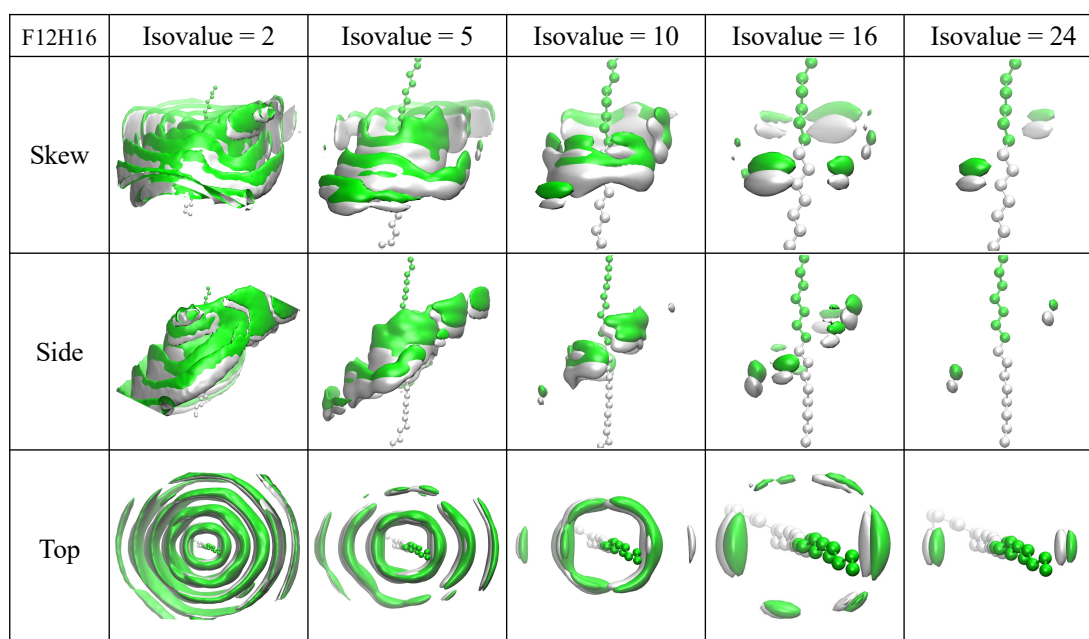 F12H16 Isovalue = 2 Isovalue = 5 Isovalue = 10 Isovalue = 16 Isovalue = 24
Skew
Side
Top